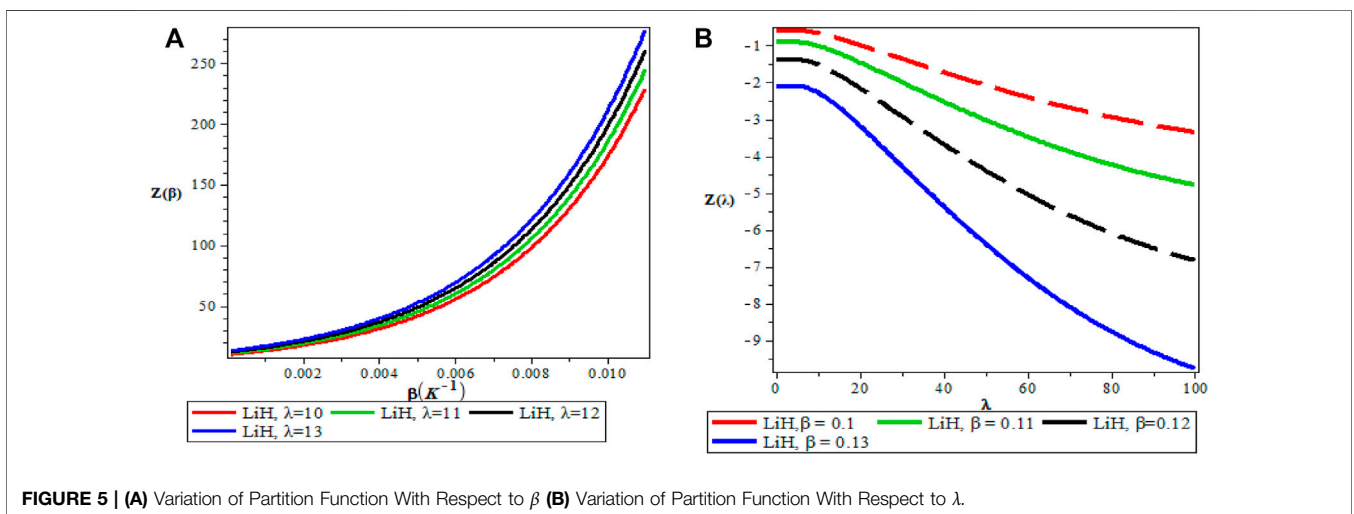 A
250
200
Z(β)
150
100
50
0.002 0.004 0.006 0.008 0.010
β(K⁻¹)
LiH, λ=10 LiH, λ=11 LiH, λ=12
LiH, λ=13
B
-1
-2
-3
-4
-5
Z(λ)
-6
-7
-8
-9
0 20 40 60 80 100
λ
LiH,β = 0.1 LiH, β = 0.11 LiH, β=0.12
LiH, β = 0.13
FIGURE 5 | (A) Variation of Partition Function With Respect to β (B) Variation of Partition Function With Respect to λ.